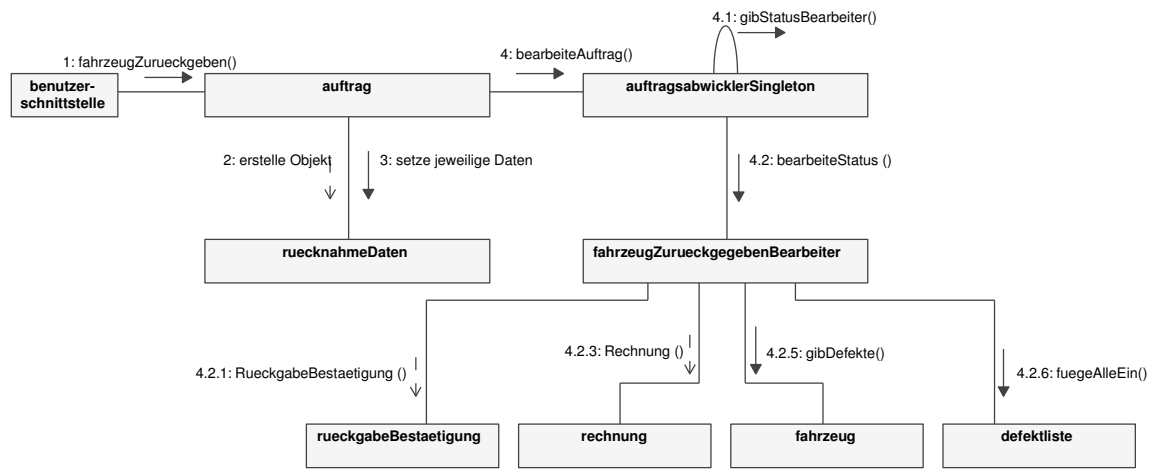 4.1: gibStatusBearbeiter()
1: fahrzeugZurueckgeben()
4: bearbeiteAuftrag()
benutzer-
schnittstelle
auftrag
auftragsabwicklerSingleton
2: erstelle Objekt
3: setze jeweilige Daten
4.2: bearbeiteStatus ()
ruecknahmeDaten
fahrzeugZurueckgegebenBearbeiter
4.2.1: RueckgabeBestaetigung ()
4.2.3: Rechnung ()
4.2.5: gibDefekte()
4.2.6: fuegeAlleEin()
rueckgabeBestaetigung
rechnung
fahrzeug
defektliste